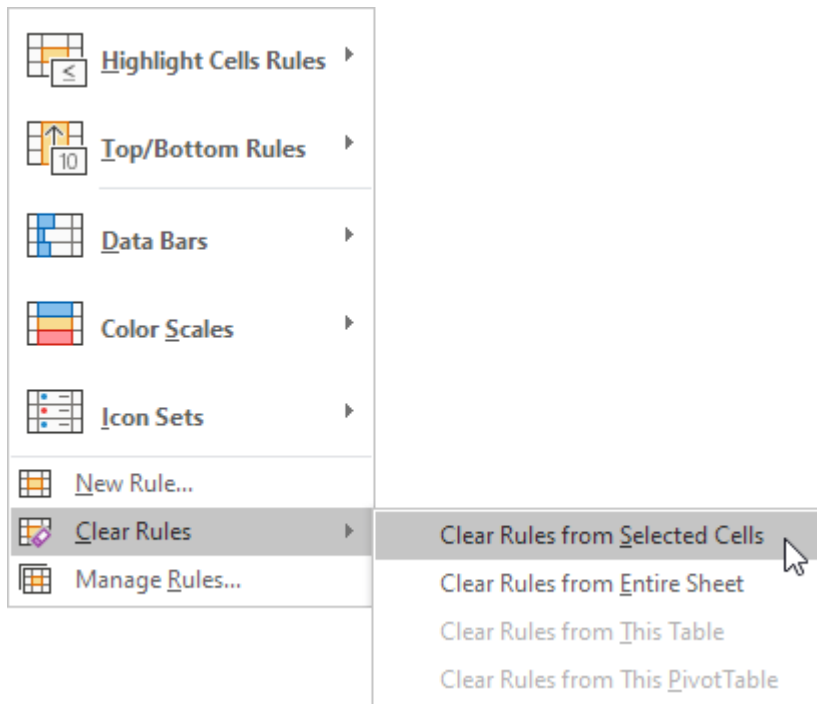 ≤
Highlight Cells Rules
10
Top/Bottom Rules
Data Bars
Color Scales
Icon Sets
New Rule...
Clear Rules
Manage Rules...
Clear Rules from Selected Cells
Clear Rules from Entire Sheet
Clear Rules from This Table
Clear Rules from This PivotTable